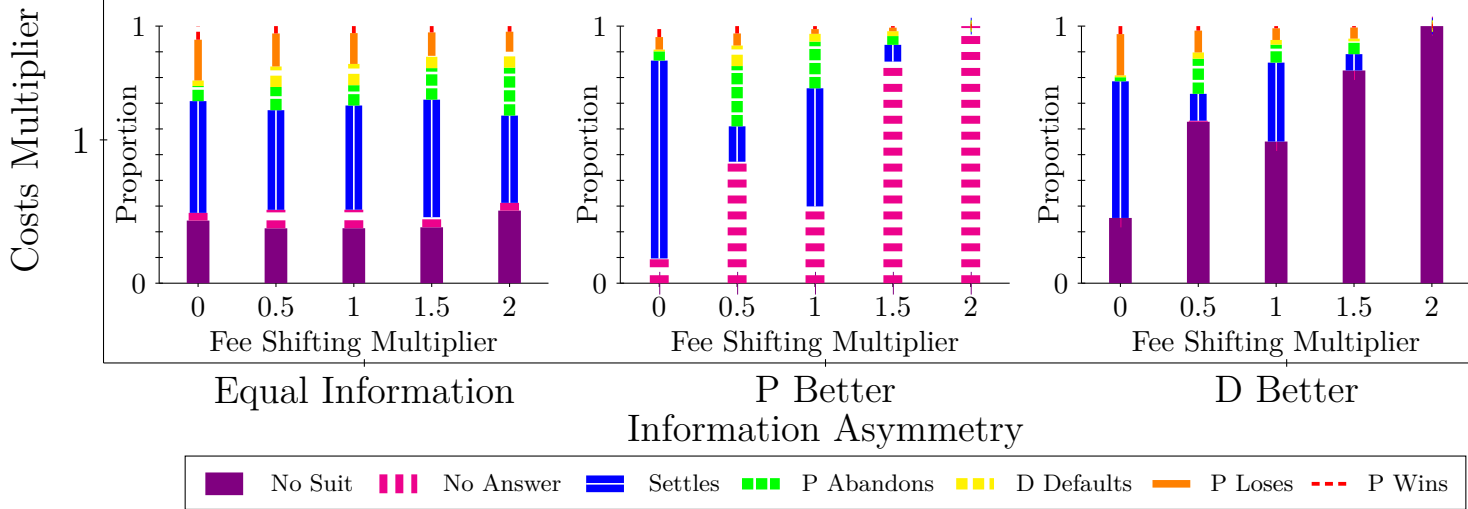 Costs Multiplier
1
1
Proportion
0
0 0.5 1 1.5 2
Fee Shifting Multiplier
1
Proportion
0
0 0.5 1 1.5 2
Fee Shifting Multiplier
1
Proportion
0
0 0.5 1 1.5 2
Fee Shifting Multiplier
Equal Information P Better D Better
Information Asymmetry
No Suit No Answer Settles P Abandons D Defaults P Loses P Wins